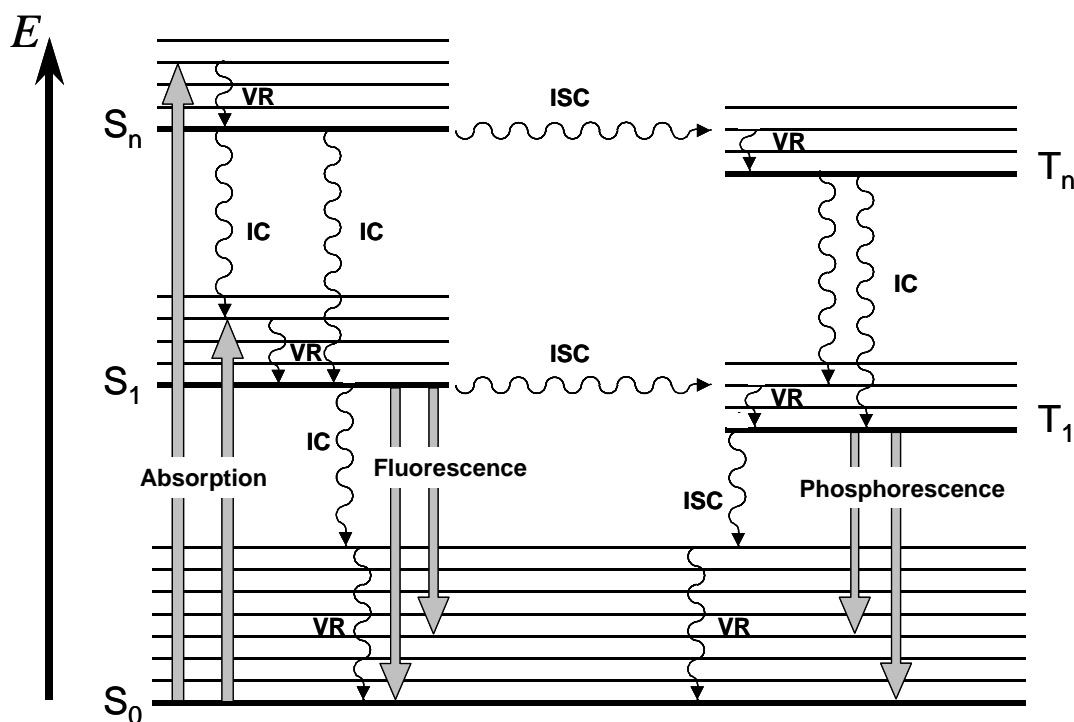 E
VR
ISC
S_n
VR
T_n
IC
IC
IC
VR
ISC
S_1
VR
T_1
IC
Absorption
Fluorescence
ISC
Phosphorescence
VR
VR
S_0